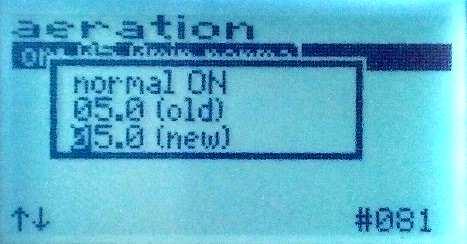 aeration
normal ON
05.0 (old)
5.0 (new)
↑↓ #081